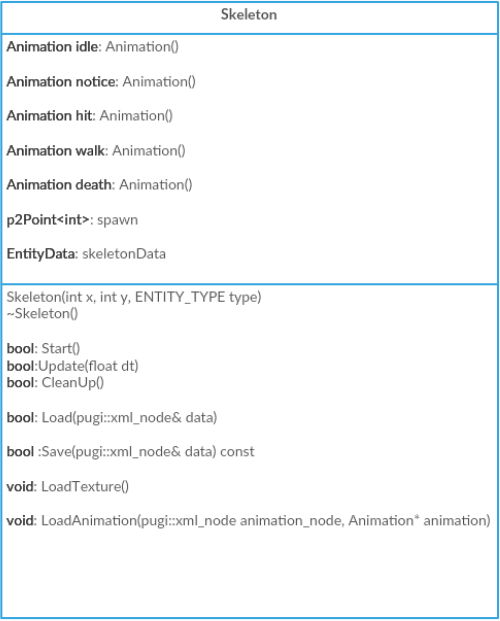 Skeleton
Animation idle: Animation()
Animation notice: Animation()
Animation hit: Animation()
Animation walk: Animation()
Animation death: Animation()
p2Point<int>: spawn
EntityData: skeletonData
Skeleton(int x, int y, ENTITY_TYPE type)
~Skeleton()
bool: Start()
bool:Update(float dt)
bool: CleanUp()
bool: Load(pugi::xml_node& data)
bool :Save(pugi::xml_node& data) const
void: LoadTexture()
void: LoadAnimation(pugi::xml_node animation_node, Animation* animation)